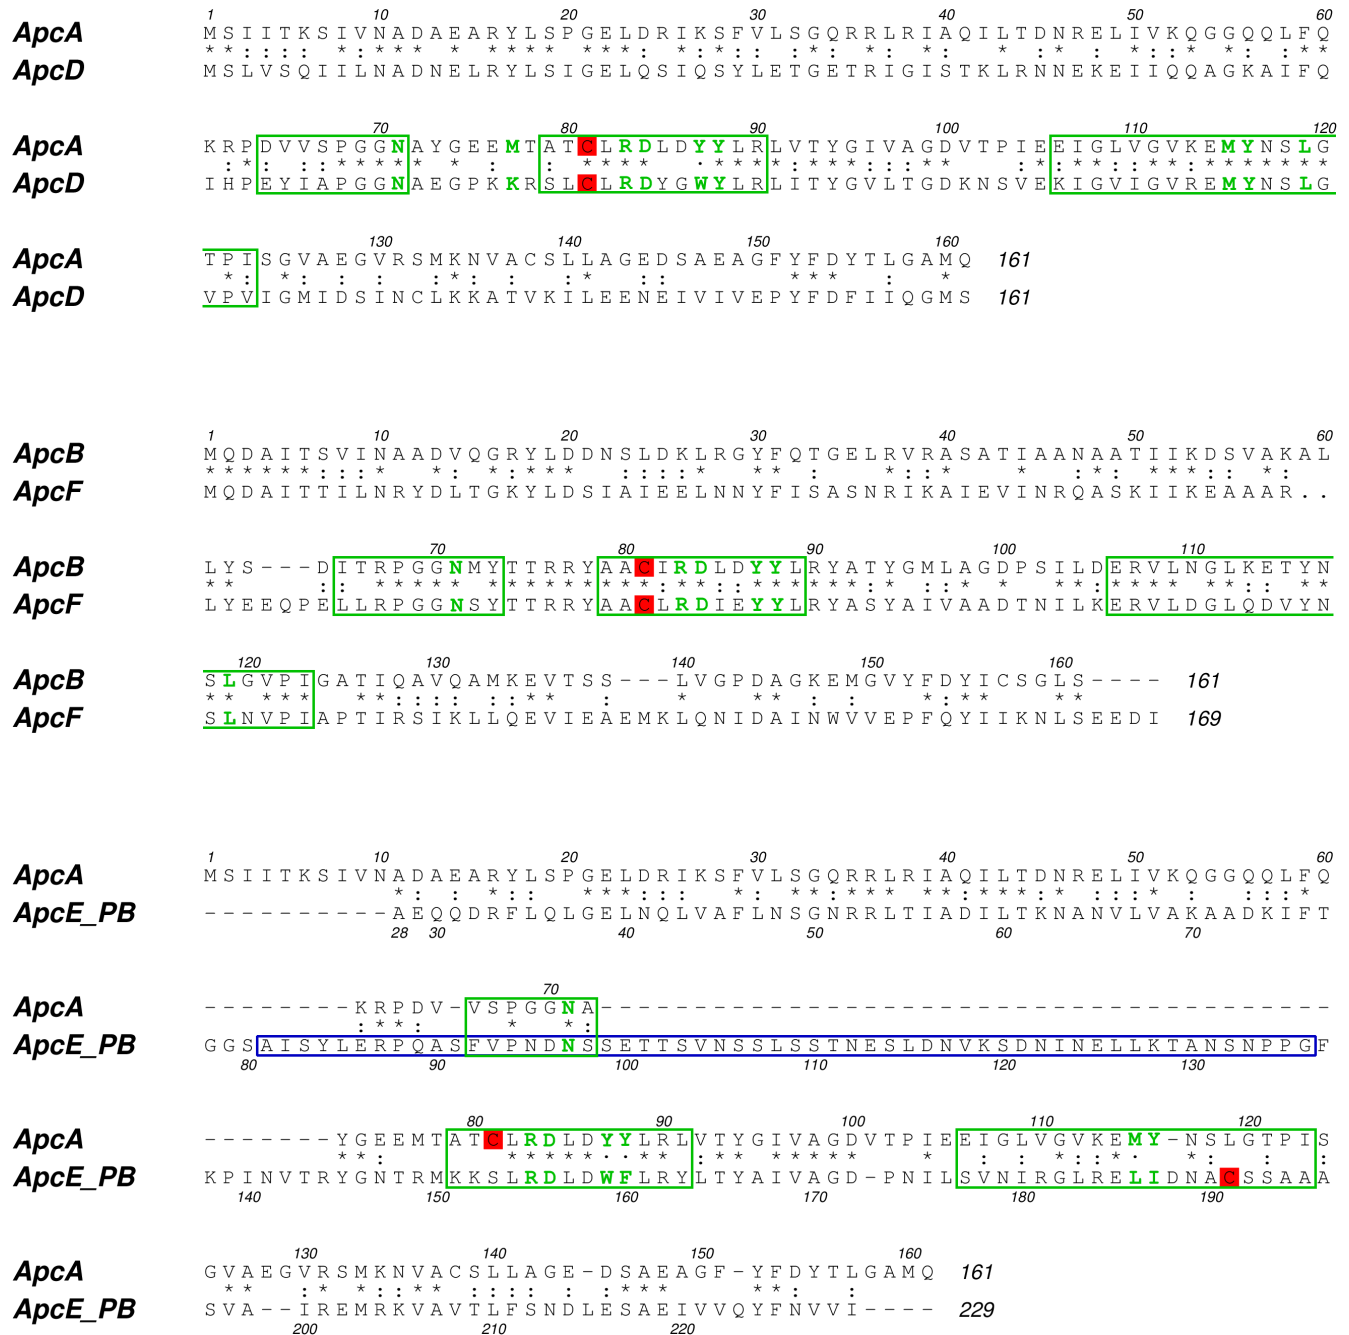 1 10 20 30 40 50 60
ApcA MSIITKSIVNADAEARYLSPGELDRIKSFVLSGQRRLRIAQILTDNRELIVKQGGQQLFQ
ApcD MSLVSQIILNADNELRYLSIGELQSIQSYLETGETRIGISTKLRNNEKEIIQQAGKAIFQ
70 80 90 100 110 120
ApcA KRPDVVSPGGNAYGEEMTATCLRDLDYYLRLVTYGIVAGDVTPIEEIGLVGVKEMYNSLG
ApcD IHPEYIAPGGNAEGPKKRSLCLRDYGWYLRLITYGVLTGDKNSVEKIGVIGVREMYNSLG
130 140 150 160
ApcA TPISGVAEGVRSMKNVACSLLAGEDSAEAGFYFDYTLGAMQ 161
ApcD VPVIGMIDSINCLKKATVKILEENEIVIVEPYFDFIIQGMS 161
1 10 20 30 40 50 60
ApcB MQDAITSVINAADVQGRYLDDNSLDKLRGYFQTGELRVRASATIAANAATIIKDSVAKAL
ApcF MQDAITTILNRYDLTGKYLDSIAIEELNNYFISASNRIKAIEVINRQASKIIKEAAAR..
70 80 90 100 110
ApcB LYS---DITRPGGNMYTTRRYAACIRDLDYYLRYATYGMLAGDPSILDERVLNGLKETYN
ApcF LYEEQPELLRPGGNSYTTRRYAACLRDIEYYLRYASYAIVAADTNILKERVLDGLQDVYN
120 130 140 150 160
ApcB SLGVPIGATIQAVQAMKEVTSS---LVGPDAGKEMGVYFDYICSGLS---- 161
ApcF SLNVPIAPTIRSIKLLQEVIEAEMKLQNIDAINWVVEPFQYIIKNLSEEDI 169
1 10 20 30 40 50 60
ApcA MSIITKSIVNADAEARYLSPGELDRIKSFVLSGQRRLRIAQILTDNRELIVKQGGQQLFQ
ApcE_PB ----------AEQQDRFLQLGELNQLVAFLNSGNRRLTIADILTKNANVLVAKAADKIFT
28 30 40 50 60 70
70
ApcA --------KRPDV-VSPGGNA---------------------------------------
ApcE_PB GGSAISYLERPQASFVPNDNSSETTSVNSSLSSTNESLDNVKSDNINELLKTANSNPPGF
80 90 100 110 120 130
80 90 100 110 120
ApcA -------YGEEMTATCLRDLDYYLRLVTYGIVAGDVTPIEEIGLVGVKEMY-NSLGTPIS
ApcE_PB KPINVTRYGNTRMKKSLRDLDWFLRYLTYAIVAGD-PNILSVNIRGLRELIDNACSSAAA
140 150 160 170 180 190
130 140 150 160
ApcA GVAEGVRSMKNVACSLLAGE-DSAEAGF-YFDYTLGAMQ 161
ApcE_PB SVA--IREMRKVAVTLFSNDLESAEIVVQYFNVVI---- 229
200 210 220